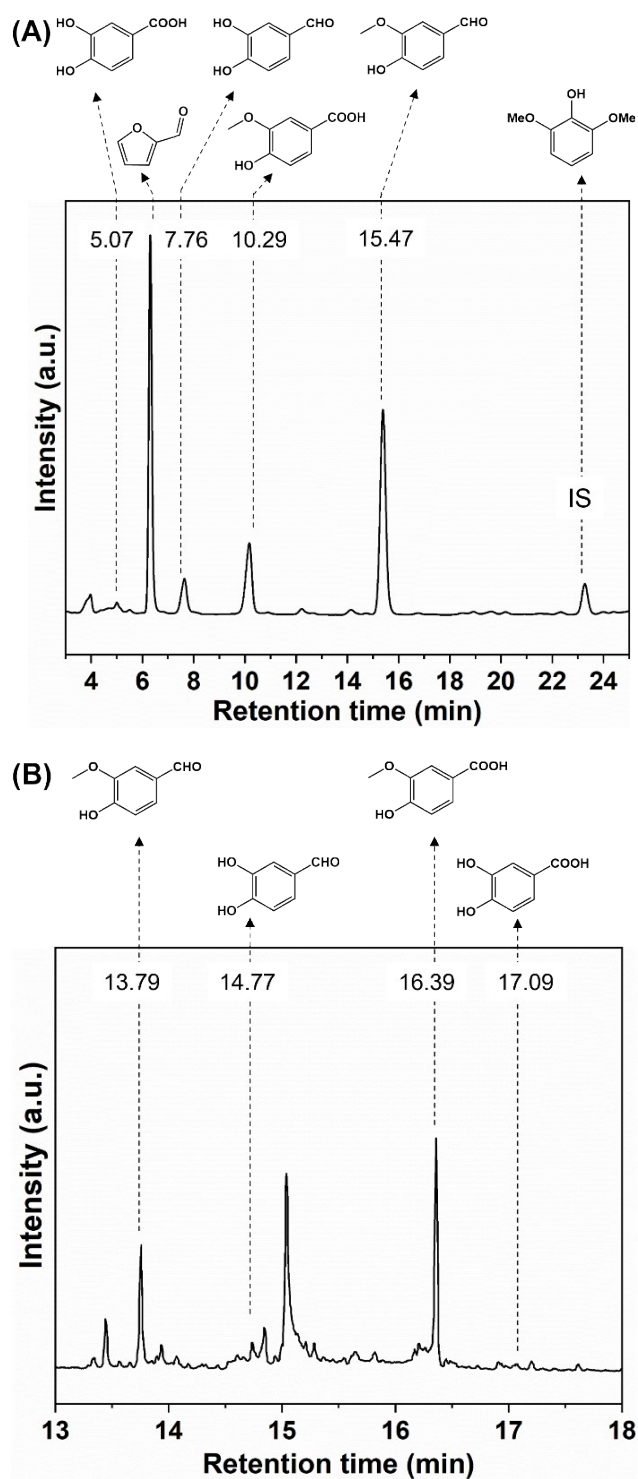 (A)
HO COOH
HO
HO CHO
HO
O CHO
HO
O
O
O COOH
HO
OH
MeO OMe
5.07 7.76 10.29 15.47
IS
Intensity (a.u.)
4 6 8 10 12 14 16 18 20 22 24
Retention time (min)
(B)
O CHO
HO
O COOH
HO
HO CHO
HO
HO COOH
HO
13.79 14.77 16.39 17.09
Intensity (a.u.)
13 14 15 16 17 18
Retention time (min)